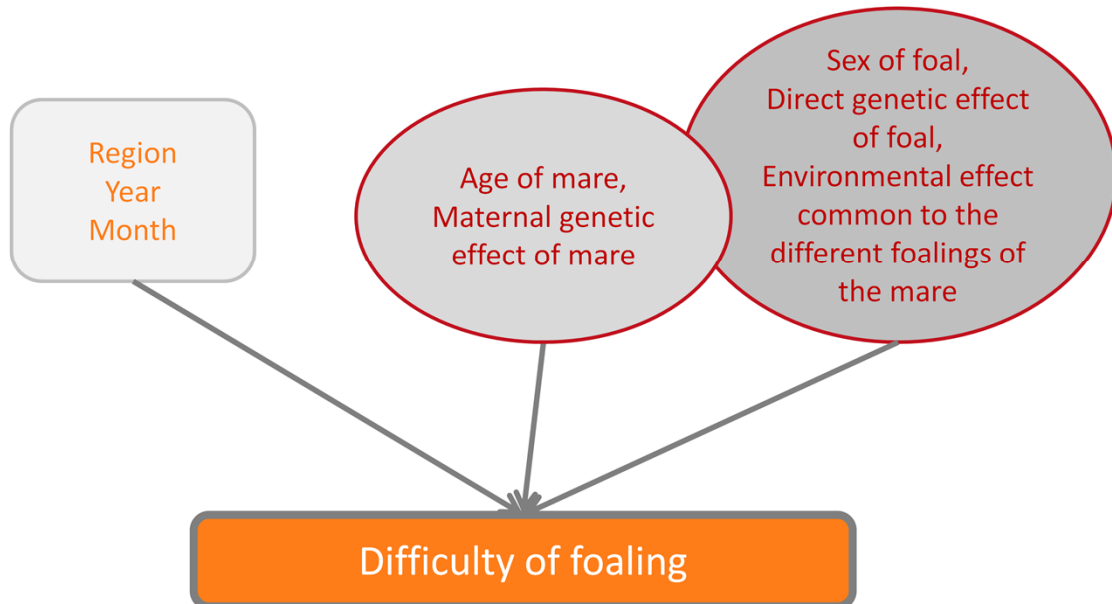 Region
Year
Month
Age of mare,
Maternal genetic
effect of mare
Sex of foal,
Direct genetic effect
of foal,
Environmental effect
common to the
different foalings of
the mare
Difficulty of foaling